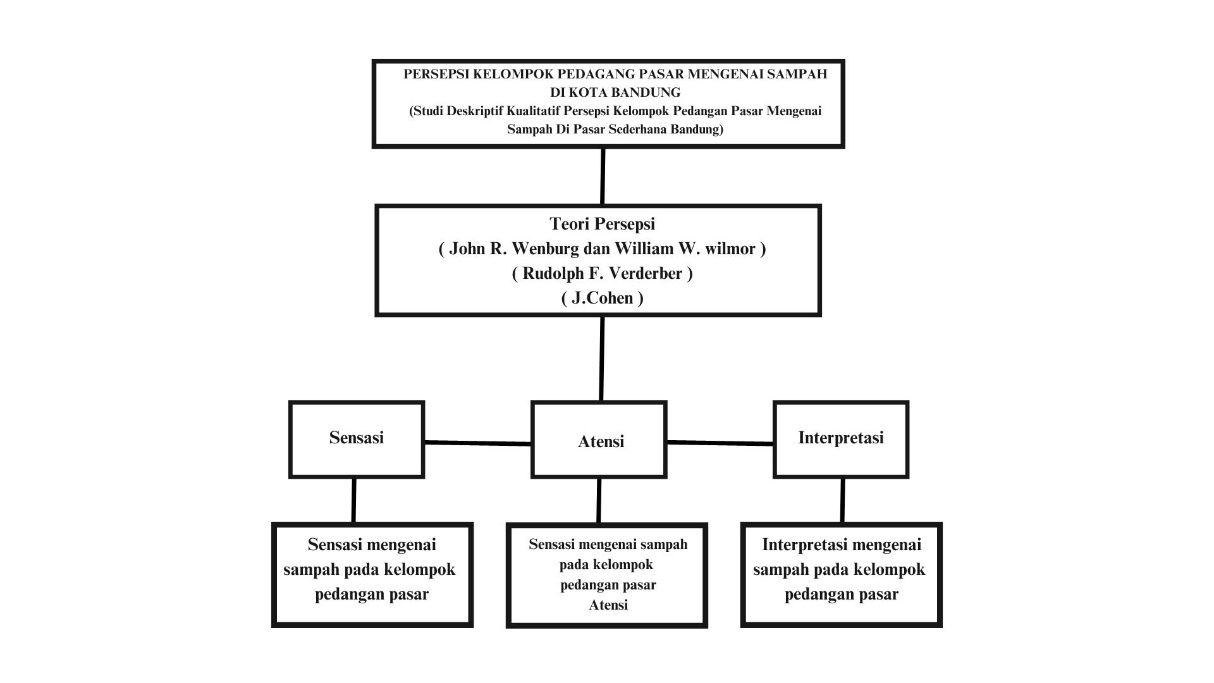 PERSEPSI KELOMPOK PEDAGANG PASAR MENGENAI SAMPAH
DI KOTA BANDUNG
(Studi Deskriptif Kualitatif Persepsi Kelompok Pedangan Pasar Mengenai
Sampah Di Pasar Sederhana Bandung)
Teori Persepsi
( John R. Wenburg dan William W. wilmor )
( Rudolph F. Verderber )
( J.Cohen )
Sensasi
Atensi
Interpretasi
Sensasi mengenai
sampah pada kelompok
pedangan pasar
Sensasi mengenai sampah
pada kelompok
pedangan pasar
Atensi
Interpretasi mengenai
sampah pada kelompok
pedangan pasar